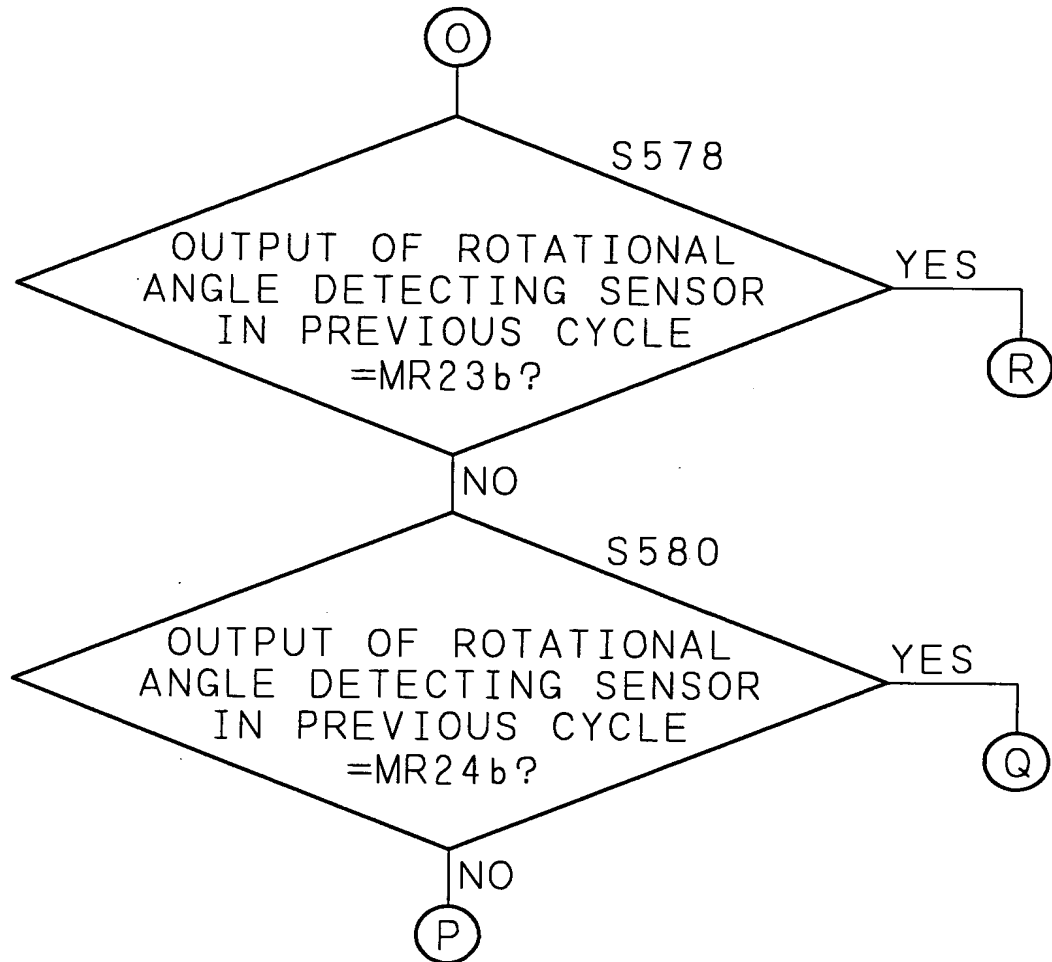 O
S578
OUTPUT OF ROTATIONAL
ANGLE DETECTING SENSOR
IN PREVIOUS CYCLE
=MR23b?
YES
R
NO
S580
OUTPUT OF ROTATIONAL
ANGLE DETECTING SENSOR
IN PREVIOUS CYCLE
=MR24b?
YES
Q
NO
P